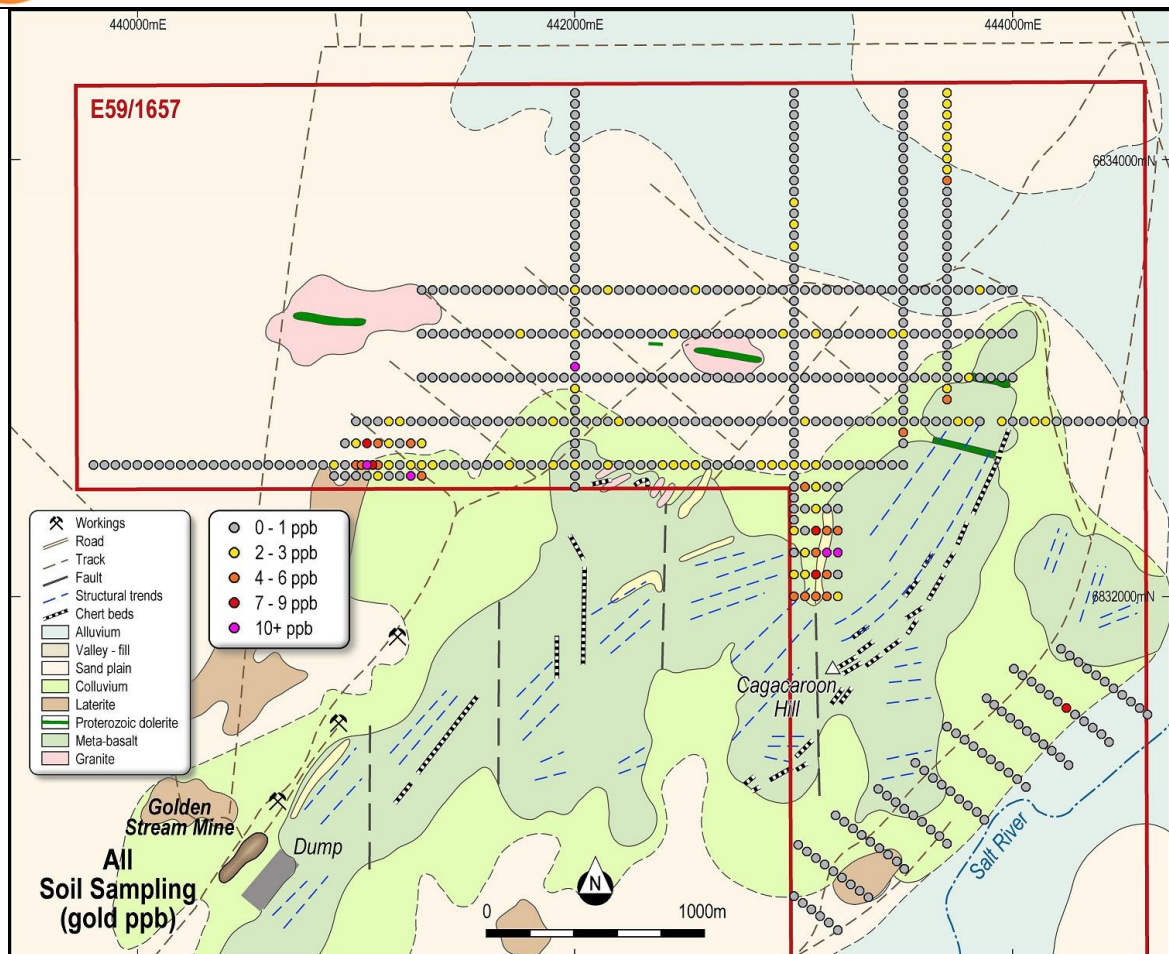 440000mE
442000mE
444000mE
E59/1657
6834000mN
Workings
Road
Track
Fault
Structural trends
Chert beds
Alluvium
Valley - fill
Sand plain
Colluvium
Laterite
Proterozoic dolerite
Meta-basalt
Granite
0 - 1 ppb
2 - 3 ppb
4 - 6 ppb
7 - 9 ppb
10+ ppb
6832000mN
Cagacaroon
Hill
Golden
Stream Mine
Dump
All
Soil Sampling
(gold ppb)
N
0
1000m
Salt River